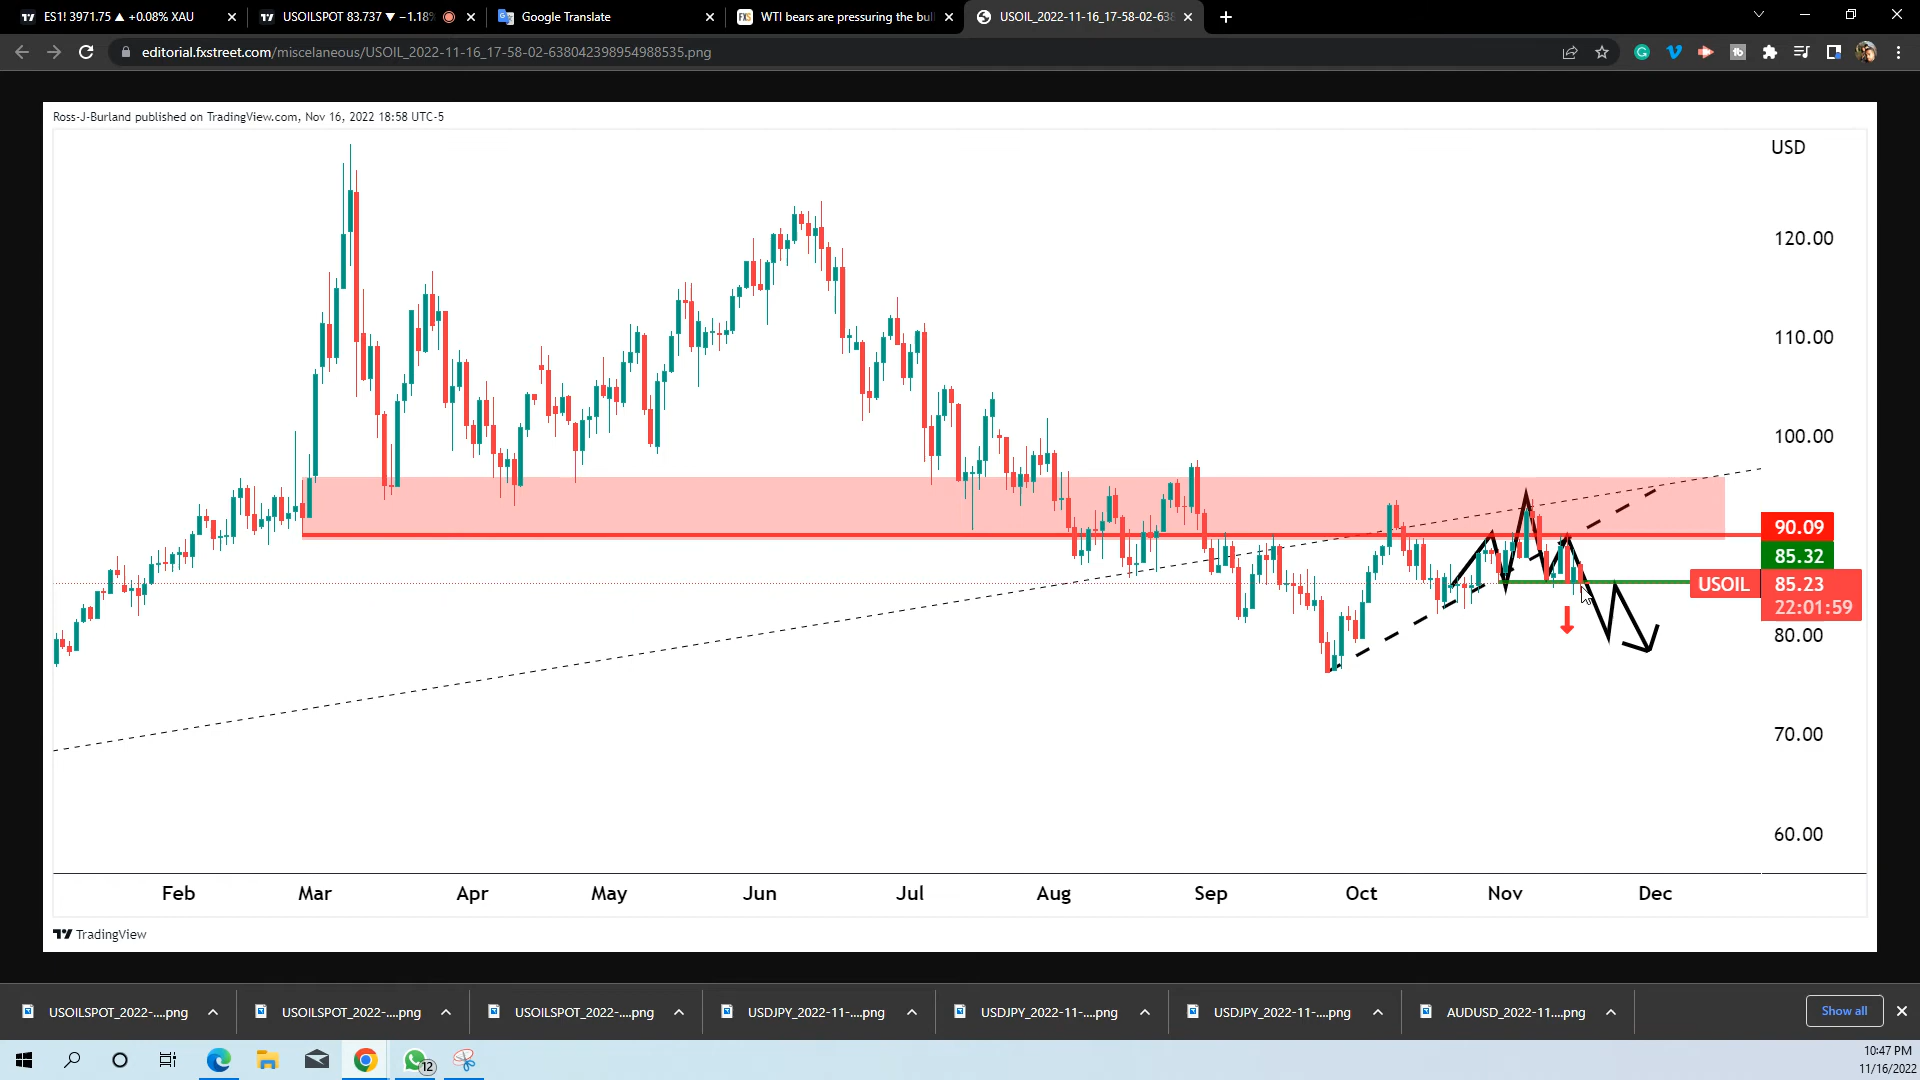 ES1! 3971.75 ▲ +0.08% XAU
USOILSPOT 83.737 ▼ −1.18%
Google Translate
WTI bears are pressuring the bul
USOIL_2022-11-16_17-58-02-638
editorial.fxstreet.com/miscelaneous/USOIL_2022-11-16_17-58-02-638042398954988535.png
Ross-J-Burland published on TradingView.com, Nov 16, 2022 18:58 UTC-5
USD
120.00
110.00
100.00
90.09
85.32
USOIL 85.23
22:01:59
80.00
70.00
60.00
Feb Mar Apr May Jun Jul Aug Sep Oct Nov Dec
TradingView
USOILSPOT_2022-....png USOILSPOT_2022-....png USOILSPOT_2022-....png USDJPY_2022-11-....png USDJPY_2022-11-....png USDJPY_2022-11-....png AUDUSD_2022-11....png Show all
12
10:47 PM
11/16/2022